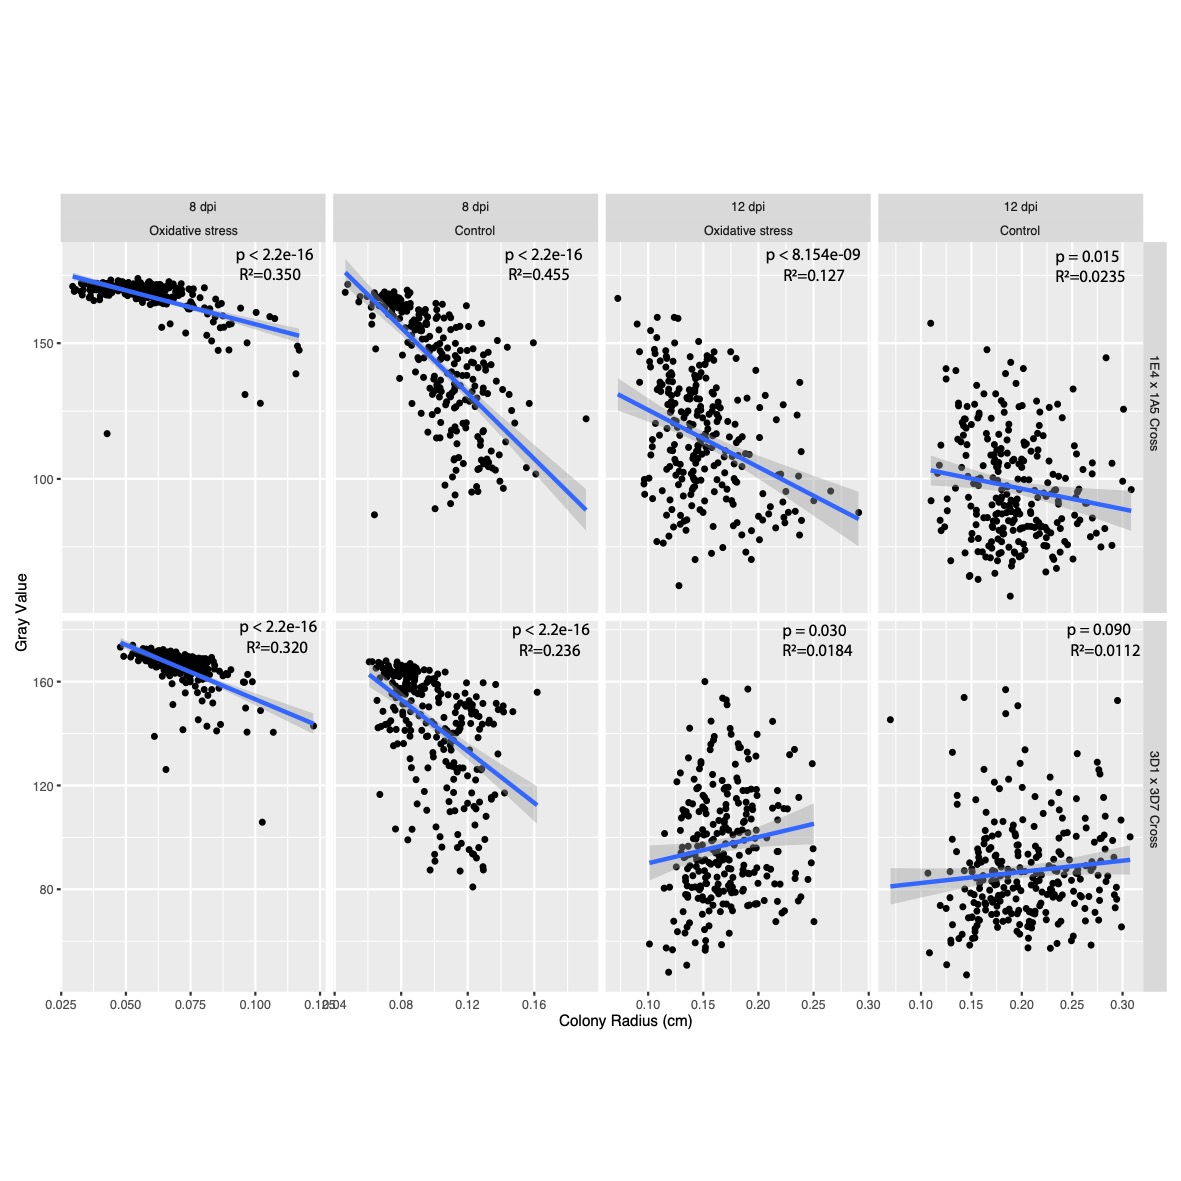 8 dpi
8 dpi
12 dpi
12 dpi
Oxidative stress
Control
Oxidative stress
Control
p < 2.2e-16
R²=0.350
p < 2.2e-16
R²=0.455
p < 8.154e-09
R²=0.127
p = 0.015
R²=0.0235
150
100
1E4 x 1A5 Cross
Gray Value
p < 2.2e-16
R²=0.320
p < 2.2e-16
R²=0.236
p = 0.030
R²=0.0184
p = 0.090
R²=0.0112
160
120
80
3D1 x 3D7 Cross
0.025 0.050 0.075 0.100 0.125
0.04 0.08 0.12 0.16
0.10 0.15 0.20 0.25 0.30
0.10 0.15 0.20 0.25 0.30
Colony Radius (cm)